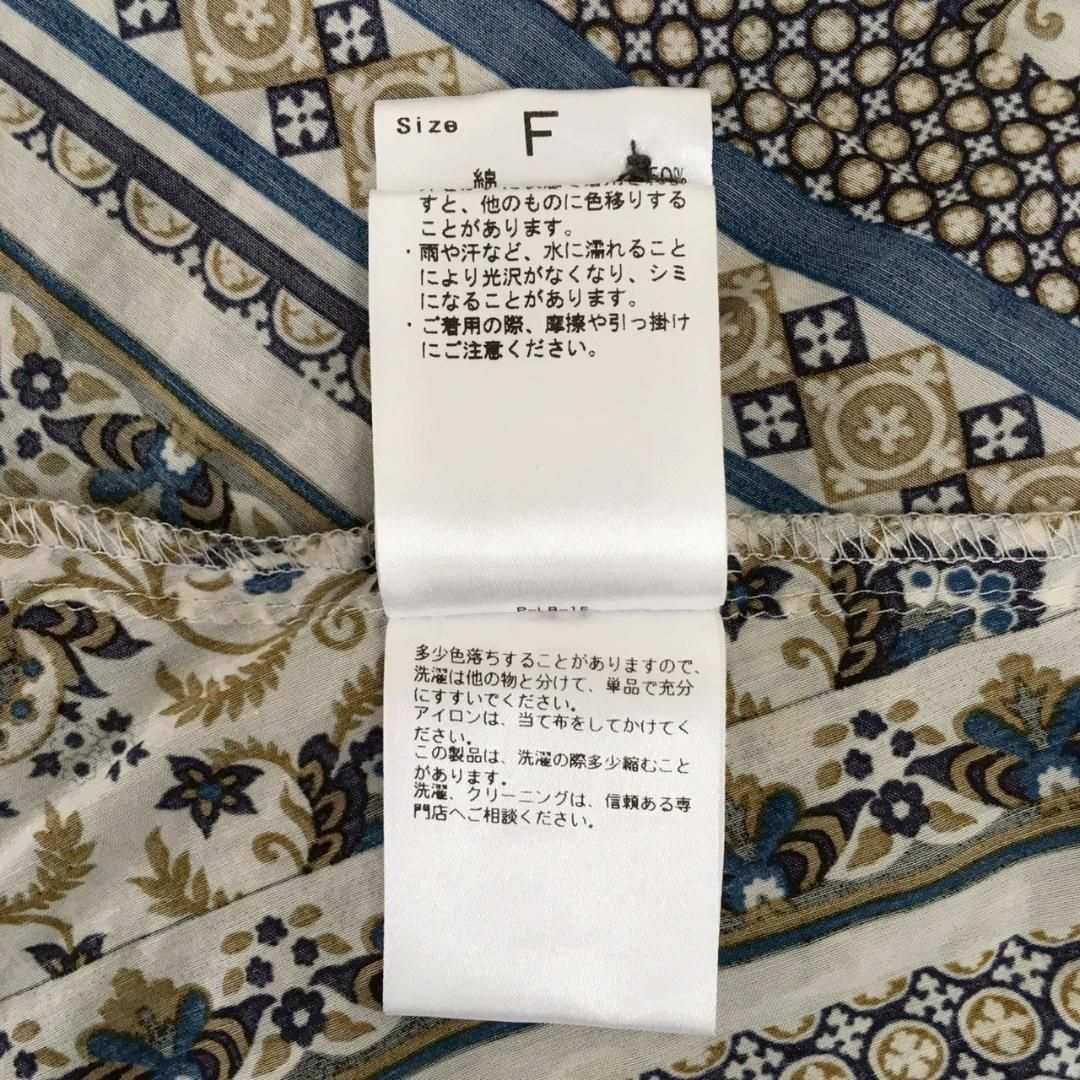 Size F
綿 50%
すと、他のものに色移りする
ことがあります。
・雨や汗など、水に濡れること
により光沢がなくなり、シミ
になることがあります。
・ご着用の際、摩擦や引っ掛け
にご注意ください。
P-LB-15
多少色落ちすることがありますので、
洗濯は他の物と分けて、単品で充分
にすすいでください。
アイロンは、当て布をしてかけてく
ださい。
この製品は、洗濯の際多少縮むこと
があります。
洗濯、クリーニングは、信頼ある専
門店へご相談ください。